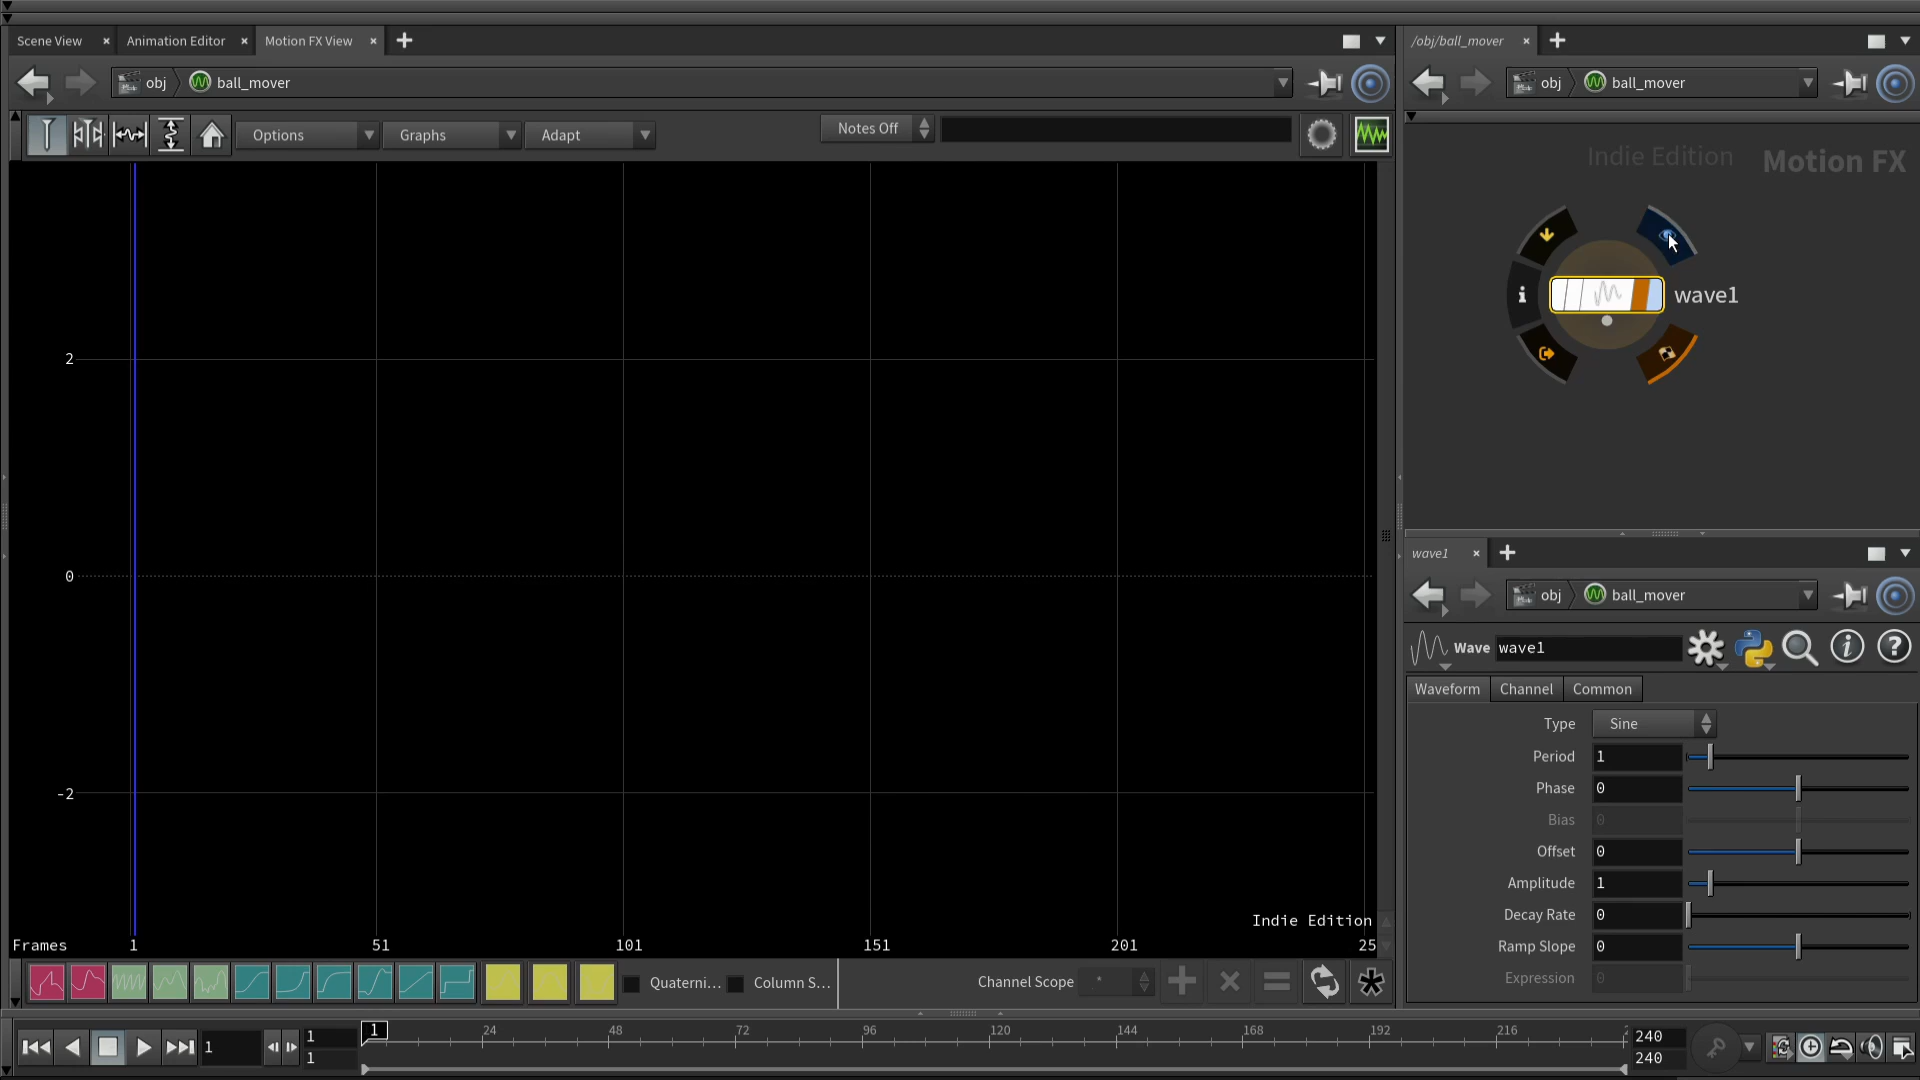 Scene View × Animation Editor × Motion FX View ×
/obj/ball_mover ×
obj ball_mover
obj ball_mover
Options Graphs Adapt Notes Off
Indie Edition Motion FX
wave1
2
0
-2
Indie Edition
Frames 1 51 101 151 201 25
wave1 ×
obj ball_mover
Wave wave1
Waveform Channel Common
Type Sine
Period 1
Phase 0
Bias 0
Offset 0
Amplitude 1
Decay Rate 0
Ramp Slope 0
Expression 0
Quaterni... Column S... Channel Scope *
1 1 1 24 48 72 96 120 144 168 192 216 240
1 240